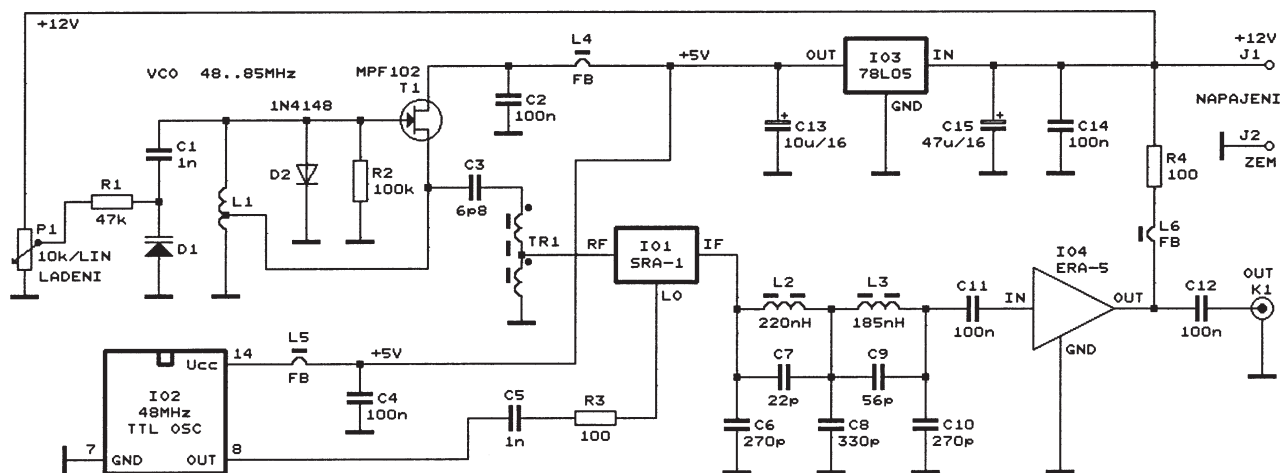 +12V
L4
+5V
OUT
IO3
78L05
IN
+12V
J1
VCO 48..85MHz
MPF102
T1
FB
GND
NAPAJENI
1N4148
C2
100n
C13
10u/16
+
C15
47u/16
+
C14
100n
J2
ZEM
C1
1n
C3
6p8
R4
100
R1
47k
D2
R2
100k
L1
P1
10k/LIN
LADENI
D1
TR1
RF
IO1
SRA-1
IF
LO
L6
FB
IO4
ERA-5
OUT
K1
L2
220nH
L3
185nH
C11
100n
IN
OUT
C12
100n
GND
L5
FB
+5V
14
Ucc
IO2
48MHz
TTL OSC
7
GND
OUT
8
C4
100n
C5
1n
R3
100
C7
22p
C9
56p
C6
270p
C8
330p
C10
270p